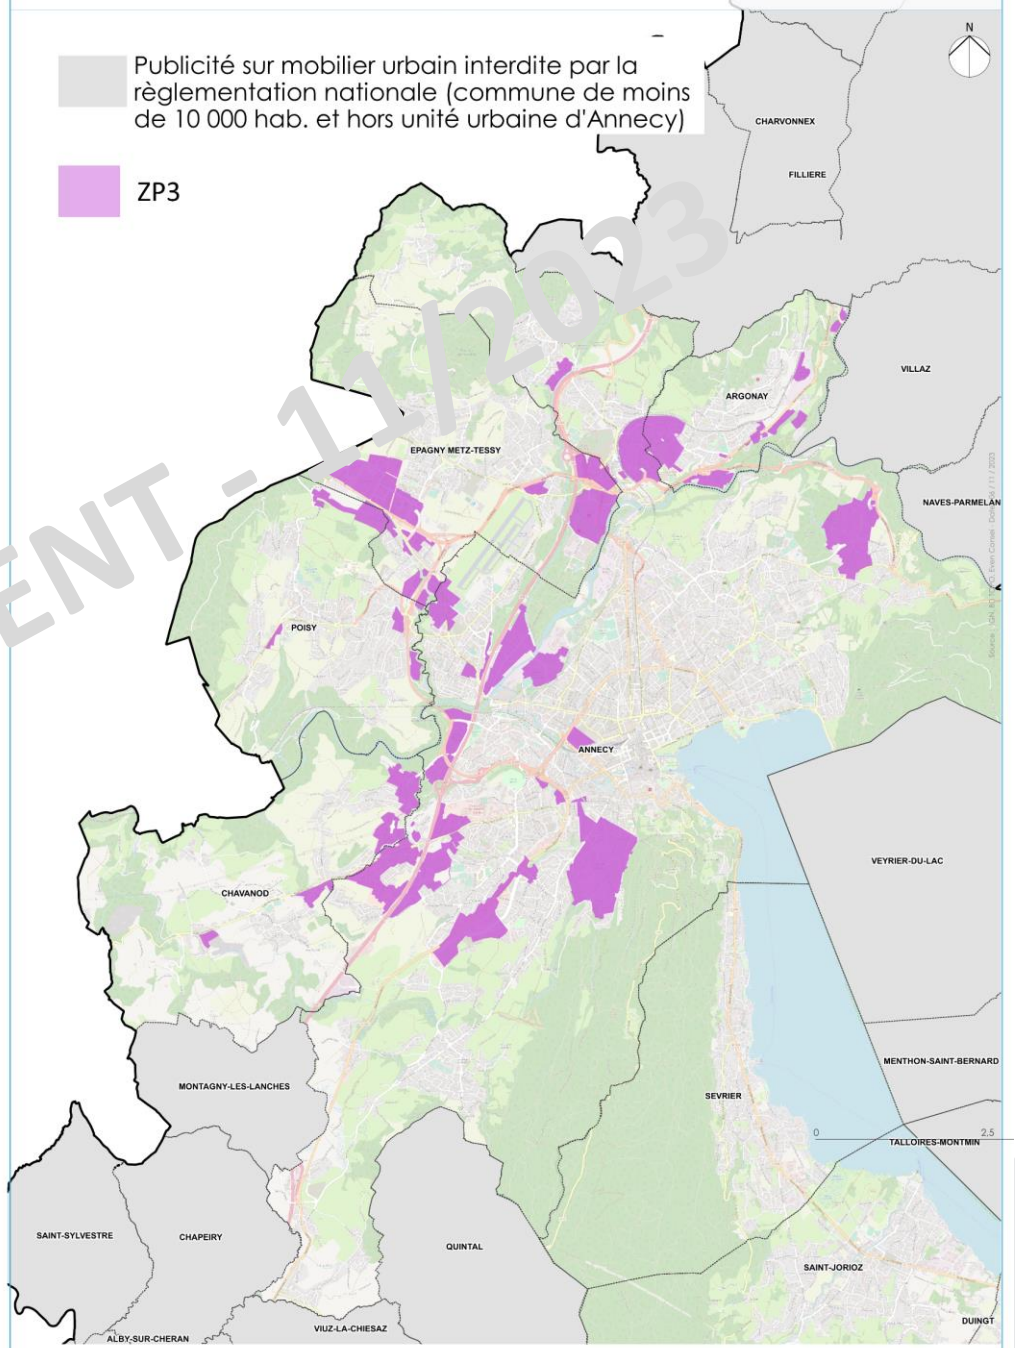 N
Publicité sur mobilier urbain interdite par la
règlementation nationale (commune de moins
de 10 000 hab. et hors unité urbaine d'Annecy)
ZP3
CHARVONNEX
FILLIERE
VILLAZ
ARGONAY
EPAGNY METZ-TESSY
NAVES-PARMELAN
ENT - 11/2023
POISY
ANNECY
VEYRIER-DU-LAC
CHAVANOD
MENTHON-SAINT-BERNARD
MONTAGNY-LES-LANCHES
SEVRIER
0 2,5
TALLOIRES-MONTMIN
SAINT-SYLVESTRE
CHAPEIRY
QUINTAL
SAINT-JORIOZ
DUINGT
VIUZ-LA-CHIESAZ
ALBY-SUR-CHERAN